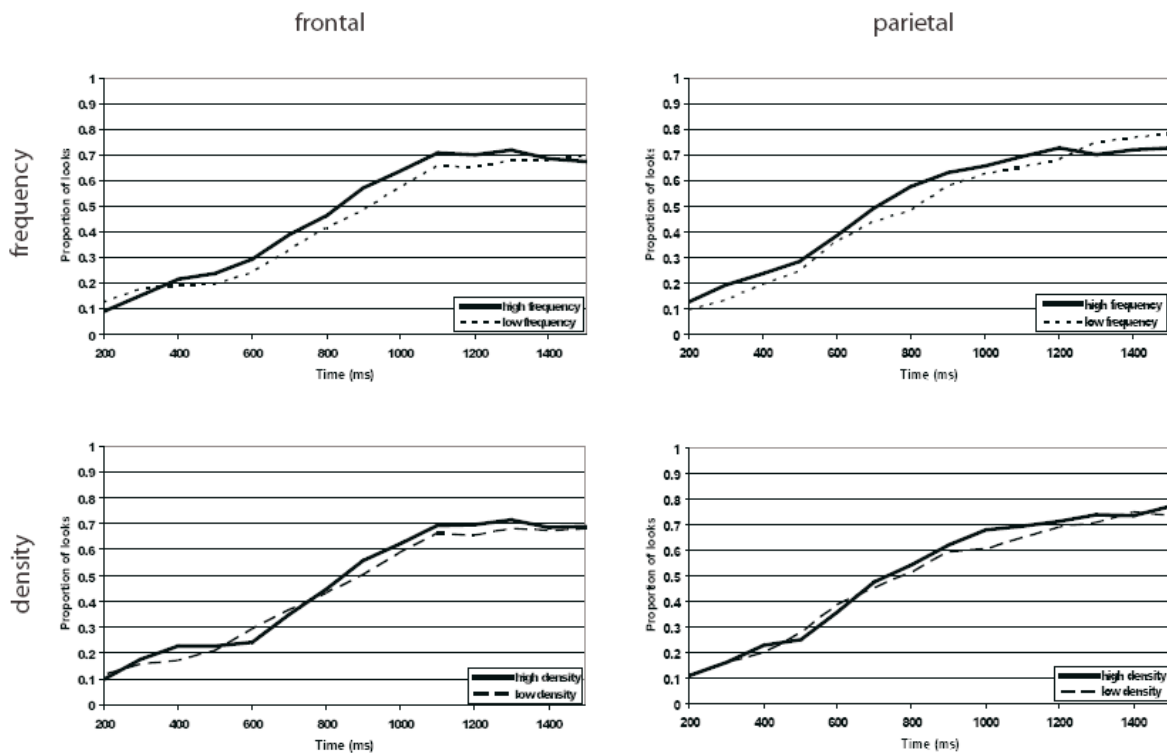 frontal
parietal
frequency
Proportion of looks
1
0.9
0.8
0.7
0.6
0.5
0.4
0.3
0.2
0.1
0
high frequency
low frequency
200 400 600 800 1000 1200 1400
Time (ms)
Proportion of looks
1
0.9
0.8
0.7
0.6
0.5
0.4
0.3
0.2
0.1
0
high frequency
low frequency
200 400 600 800 1000 1200 1400
Time (ms)
density
Proportion of looks
1
0.9
0.8
0.7
0.6
0.5
0.4
0.3
0.2
0.1
0
high density
low density
200 400 600 800 1000 1200 1400
Time (ms)
Proportion of looks
1
0.9
0.8
0.7
0.6
0.5
0.4
0.3
0.2
0.1
0
high density
low density
200 400 600 800 1000 1200 1400
Time (ms)